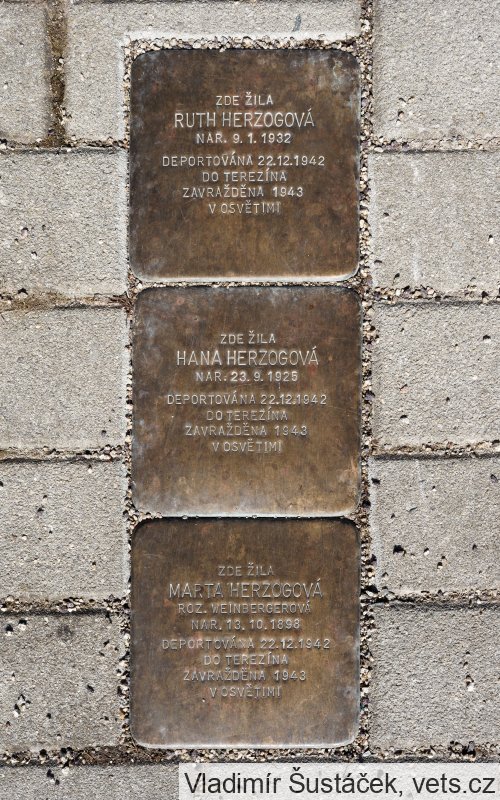 ZDE ŽILA
RUTH HERZOGOVÁ
NAR. 9. 1. 1932
DEPORTOVÁNA 22.12.1942
DO TEREZÍNA
ZAVRAŽDĚNA 1943
V OSVĚTIMI
ZDE ŽILA
HANA HERZOGOVÁ
NAR. 23. 9. 1925
DEPORTOVÁNA 22.12.1942
DO TEREZÍNA
ZAVRAŽDĚNA 1943
V OSVĚTIMI
ZDE ŽILA
MARTA HERZOGOVÁ
ROZ. WEINBERGEROVÁ
NAR. 13. 10. 1898
DEPORTOVÁNA 22.12.1942
DO TEREZÍNA
ZAVRAŽDĚNA 1943
V OSVĚTIMI
Vladimír Šustáček, vets.cz